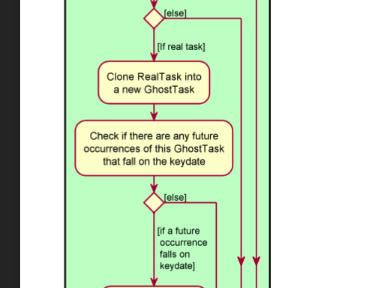 [else]
[If real task]
Clone RealTask into
a new GhostTask
Check if there are any future
occurrences of this GhostTask
that fall on the keydate
[else]
[if a future
occurrence
falls on
keydate]